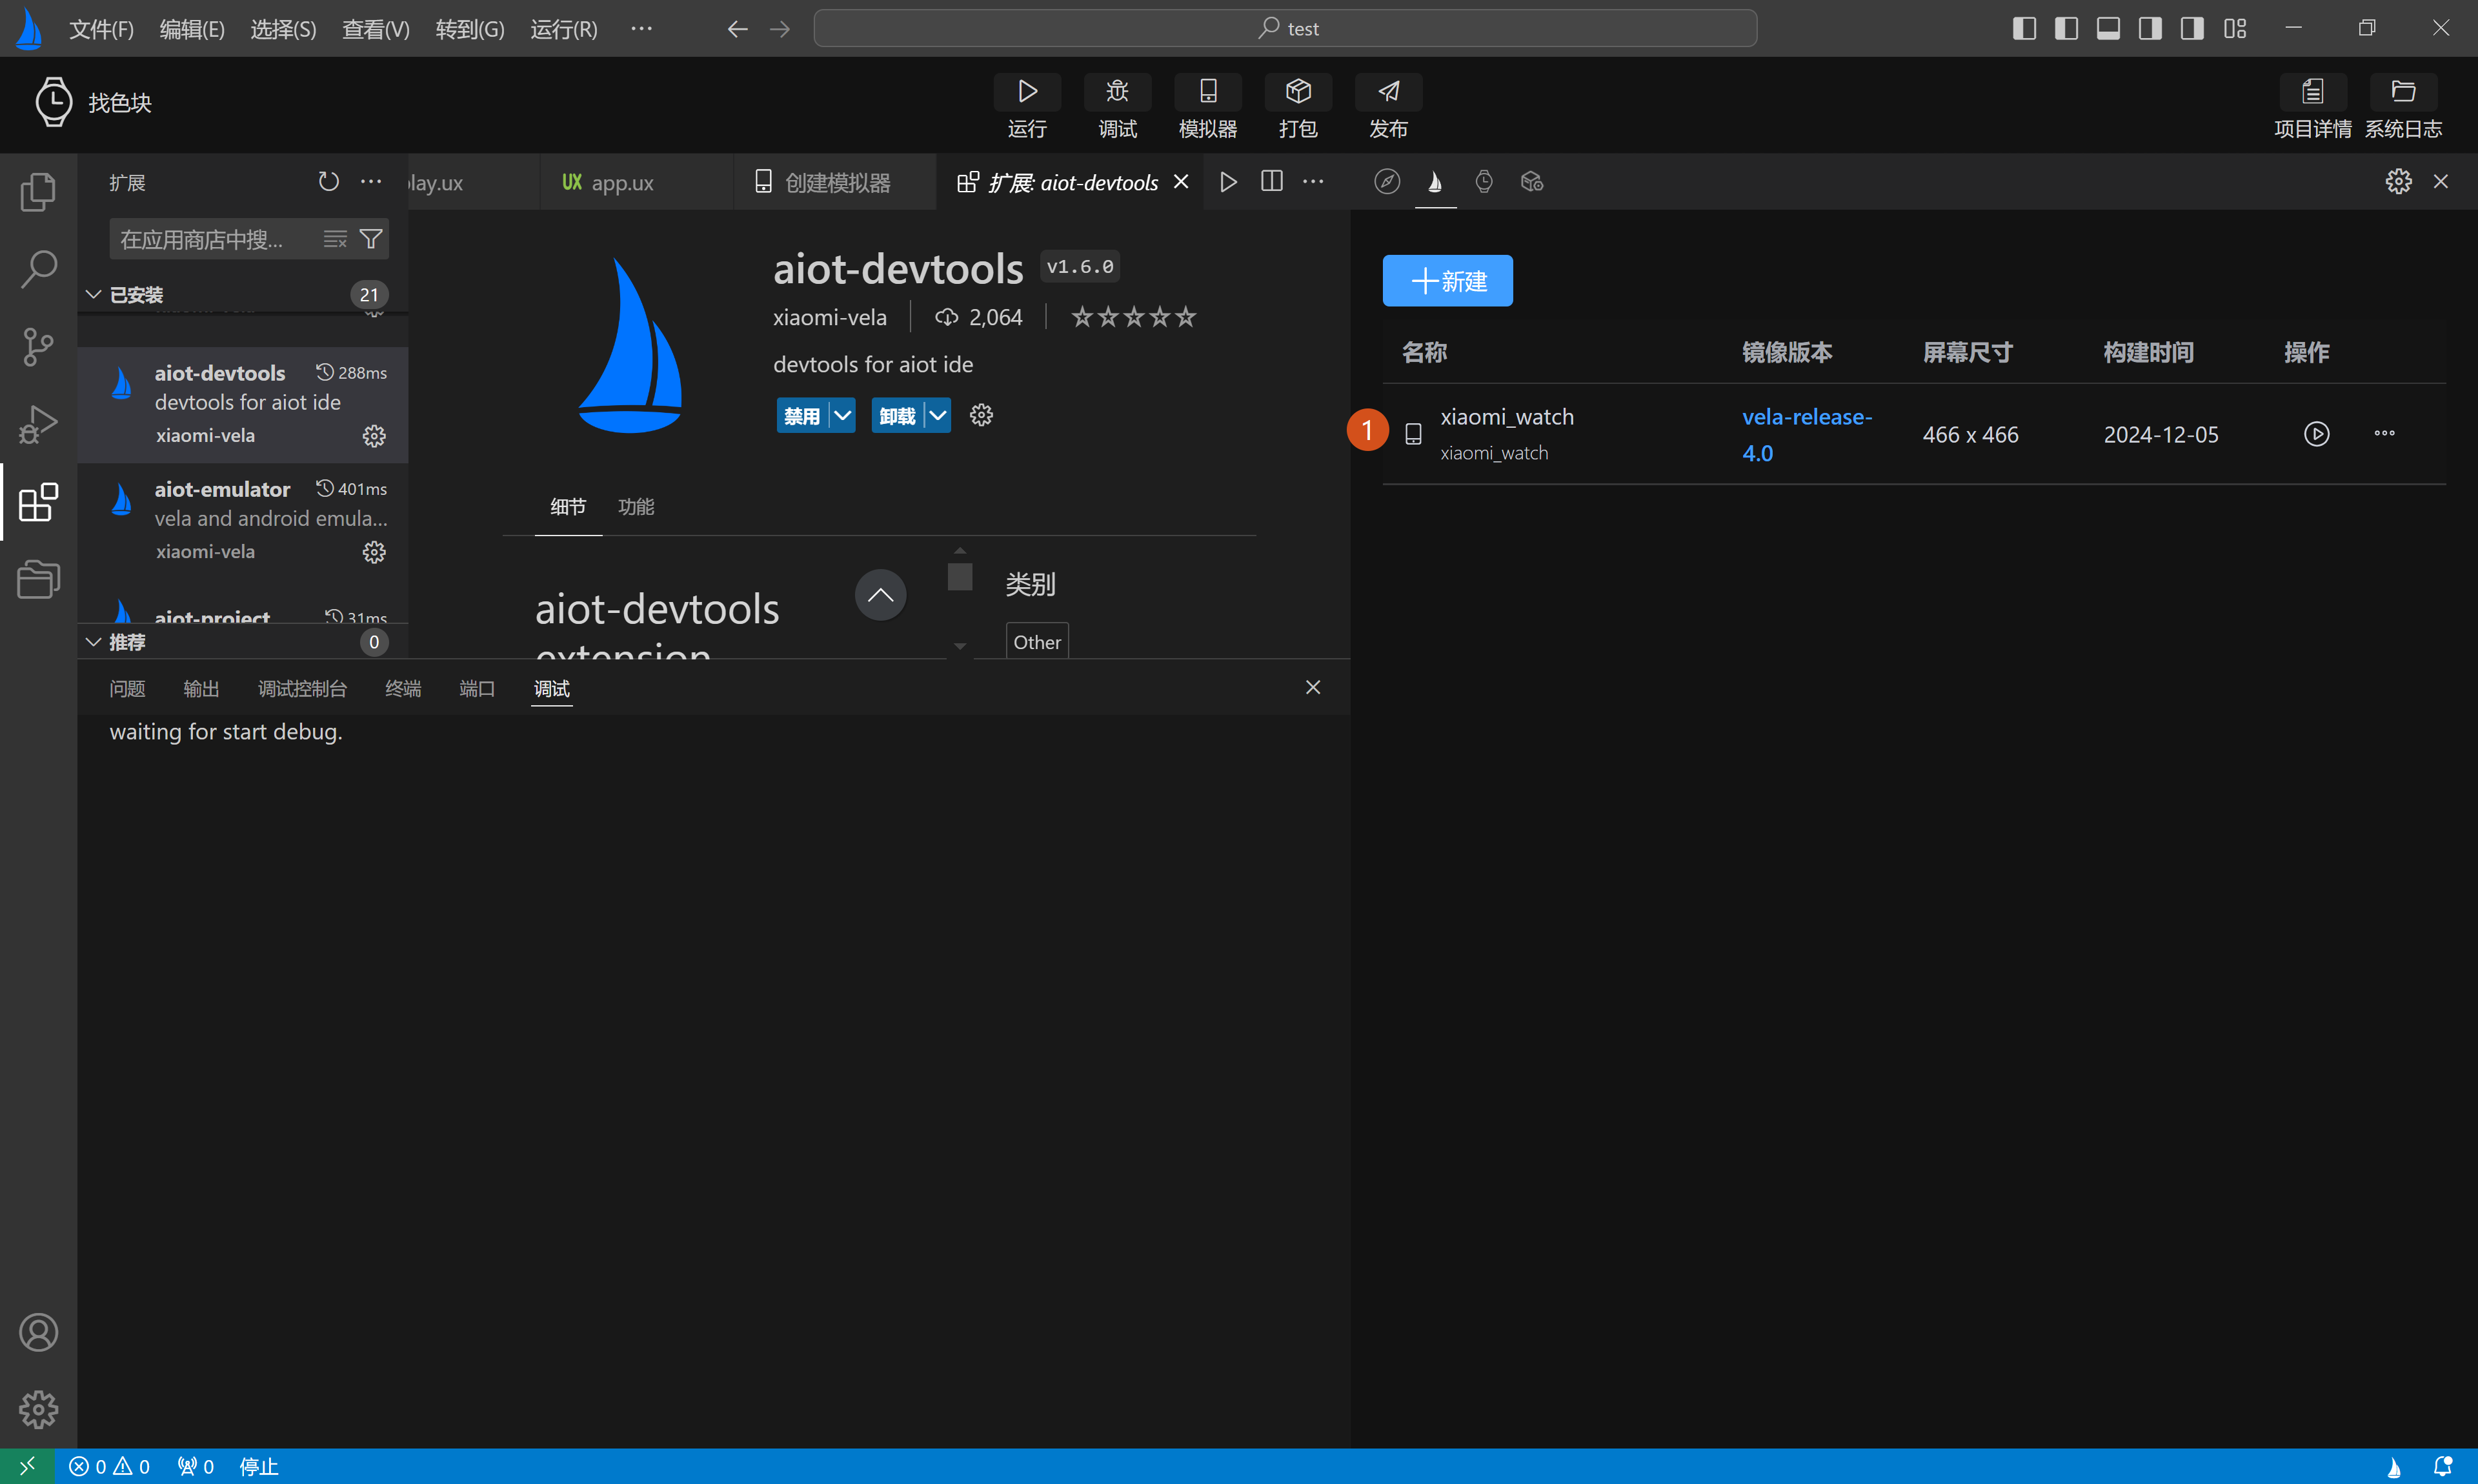 文件(F) 编辑(E) 选择(S) 查看(V) 转到(G) 运行(R) ··· test
找色块 运行 调试 模拟器 打包 发布 项目详情 系统日志
扩展
play.ux UX app.ux 创建模拟器 扩展: aiot-devtools
在应用商店中搜...
已安装 21
aiot-devtools 288ms
devtools for aiot ide
xiaomi-vela
aiot-emulator 401ms
vela and android emula...
xiaomi-vela
aiot-project 31ms
推荐 0
aiot-devtools v1.6.0
xiaomi-vela 2,064
devtools for aiot ide
禁用 卸载
细节 功能
aiot-devtools
extension
类别
Other
新建
名称 镜像版本 屏幕尺寸 构建时间 操作
1 xiaomi_watch vela-release-4.0 466 x 466 2024-12-05
xiaomi_watch
问题 输出 调试控制台 终端 端口 调试
waiting for start debug.
0 0 0 停止